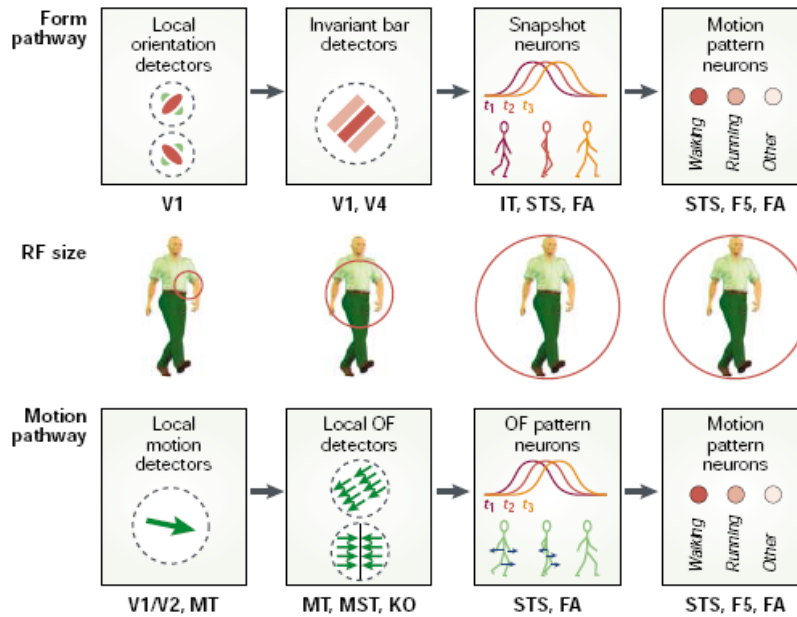 Form
pathway
Local
orientation
detectors
V1
Invariant bar
detectors
V1, V4
Snapshot
neurons
t1 t2 t3
IT, STS, FA
Motion
pattern
neurons
Walking
Running
Other
STS, F5, FA
RF size
Motion
pathway
Local
motion
detectors
V1/V2, MT
Local OF
detectors
MT, MST, KO
OF pattern
neurons
t1 t2 t3
STS, FA
Motion
pattern
neurons
Walking
Running
Other
STS, F5, FA